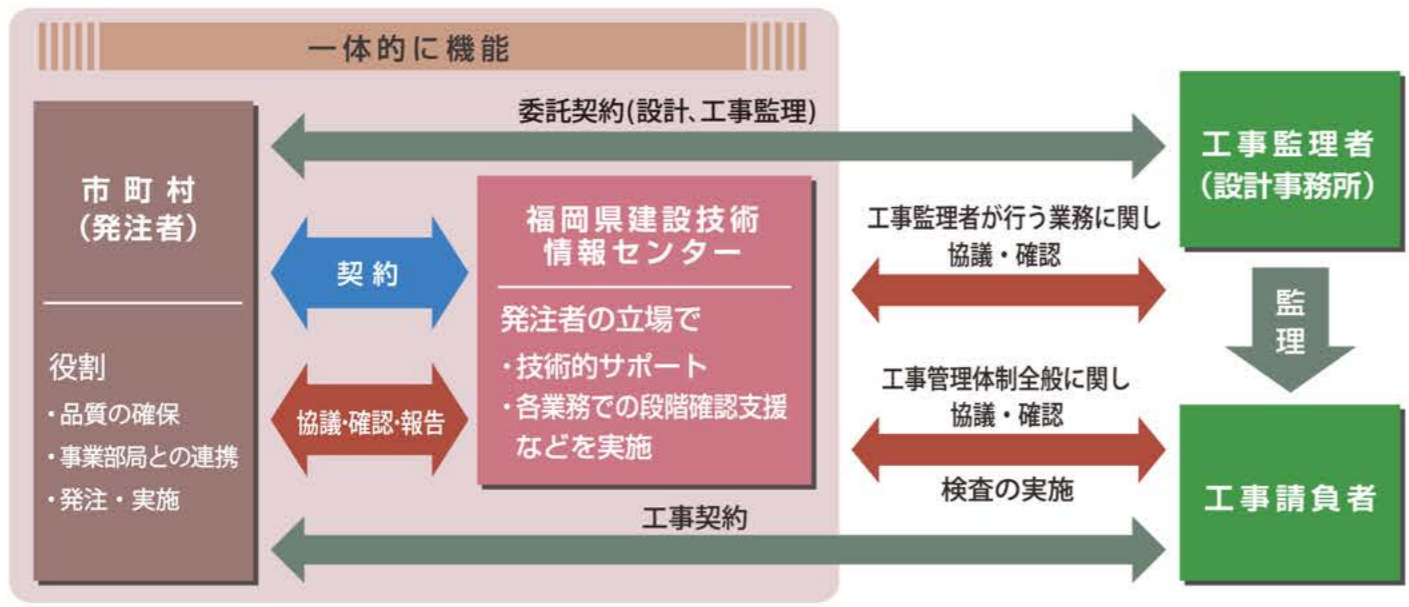 一体的に機能
委託契約(設計、工事監理)
市町村
(発注者)
役割
・品質の確保
・事業部局との連携
・発注・実施
契約
協議・確認・報告
福岡県建設技術
情報センター
発注者の立場で
・技術的サポート
・各業務での段階確認支援
などを実施
工事契約
工事監理者が行う業務に関し
協議・確認
工事管理体制全般に関し
協議・確認
検査の実施
工事監理者
(設計事務所)
監
理
工事請負者